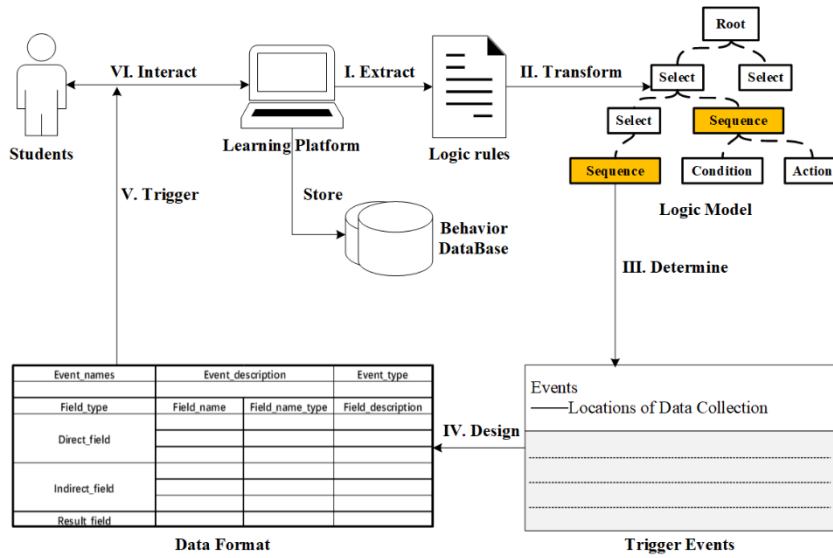 Root
VI. Interact
I. Extract
II. Transform
Select
Select
Select
Sequence
Students
Learning Platform
Logic rules
Sequence
Condition
Action
V. Trigger
Store
Logic Model
Behavior
DataBase
III. Determine
Event_names
Event_description
Event_type
Field_type
Field_name
Field_name_type
Field_description
Direct_field
Indirect_field
Result_field
Data Format
IV. Design
Events
Locations of Data Collection
Trigger Events